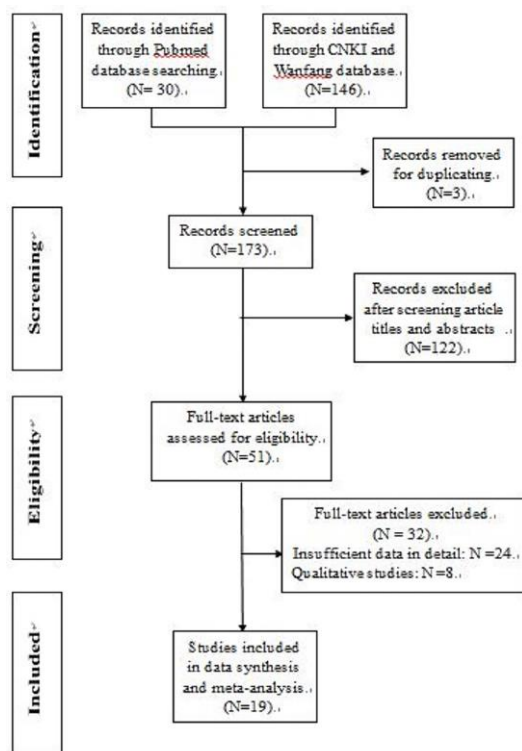 Identification
Records identified
through Pubmed
database searching.
(N= 30).
Records identified
through CNKI and
Wanfang database.
(N=146).
Records removed
for duplicating.
(N=3).
Screening
Records screened
(N=173).
Records excluded
after screening article
titles and abstracts .
(N=122).
Eligibility
Full-text articles
assessed for eligibility.
(N=51).
Full-text articles excluded.
(N = 32).
Insufficient data in detail: N =24.
Qualitative studies: N =8.
Included
Studies included
in data synthesis
and meta-analysis.
(N=19).